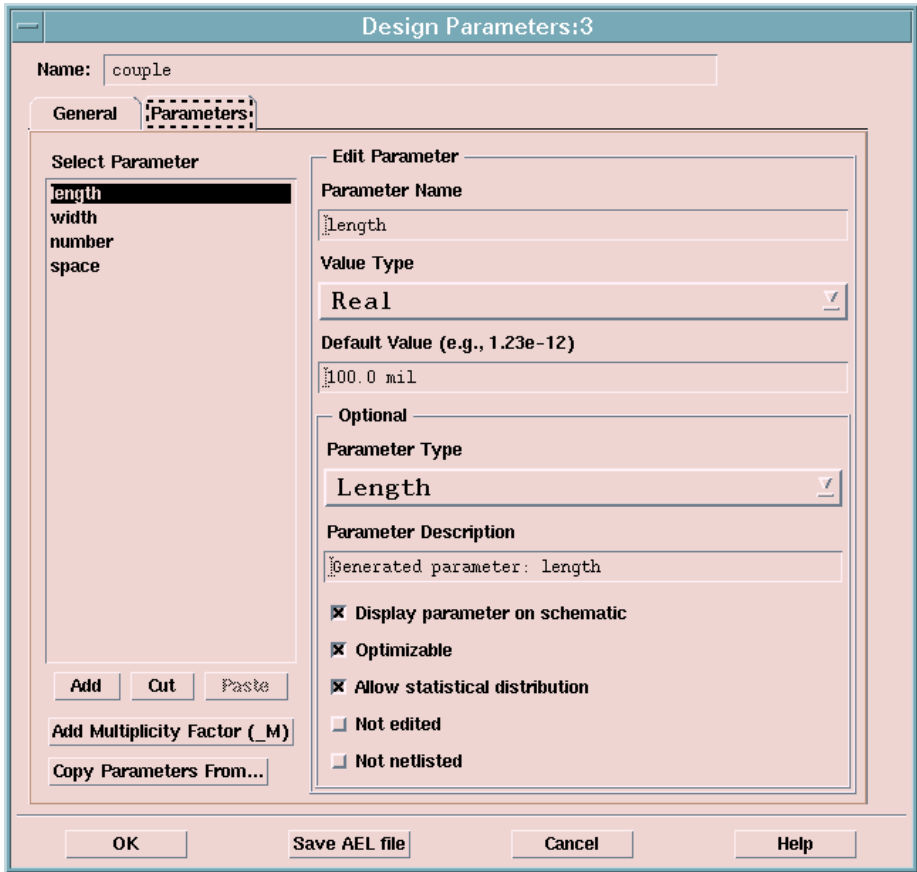 Design Parameters:3
Name: couple
General Parameters
Select Parameter
length
width
number
space
Add Cut Paste
Add Multiplicity Factor (_M)
Copy Parameters From...
Edit Parameter
Parameter Name
length
Value Type
Real
Default Value (e.g., 1.23e-12)
100.0 mil
Optional
Parameter Type
Length
Parameter Description
Generated parameter: length
Display parameter on schematic
Optimizable
Allow statistical distribution
Not edited
Not netlisted
OK Save AEL file Cancel Help